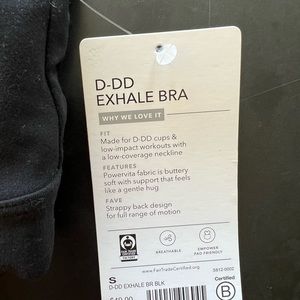 D-DD
EXHALE BRA
WHY WE LOVE IT
FIT
Made for D-DD cups &
low-impact workouts with
a low-coverage neckline
FEATURES
Powervita fabric is buttery
soft with support that feels
like a gentle hug
FAVE
Strappy back design
for full range of motion
BREATHABLE
EMPOWER
PAD FRIENDLY
www.FairTradeCertified.org
S812-0002
S
Certified
B
D-DD EXHALE BR BLK